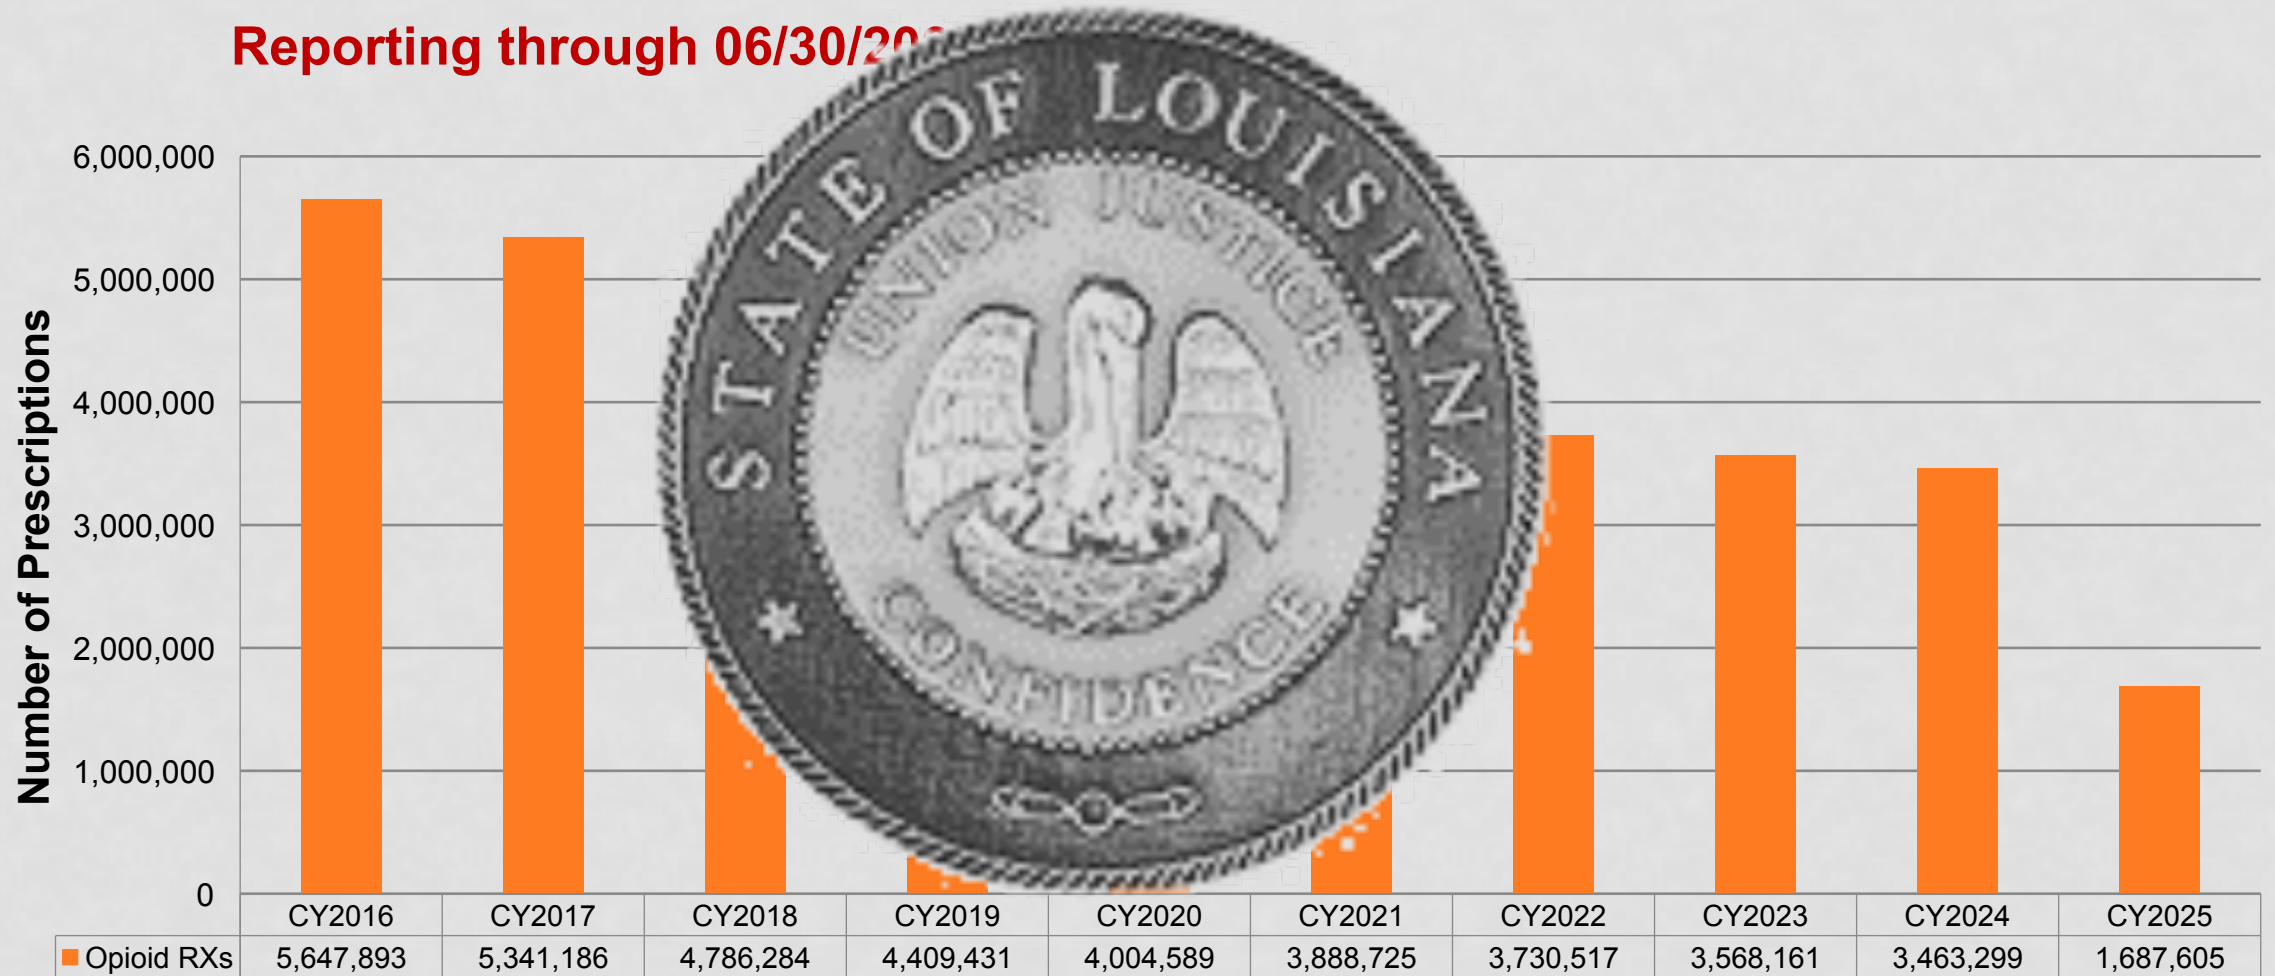 Reporting through 06/30/20
STATE OF LOUISIANA
UNION JUSTICE
CONFIDENCE
Number of Prescriptions
6,000,000
5,000,000
4,000,000
3,000,000
2,000,000
1,000,000
0
CY2016 CY2017 CY2018 CY2019 CY2020 CY2021 CY2022 CY2023 CY2024 CY2025
Opioid RXs 5,647,893 5,341,186 4,786,284 4,409,431 4,004,589 3,888,725 3,730,517 3,568,161 3,463,299 1,687,605